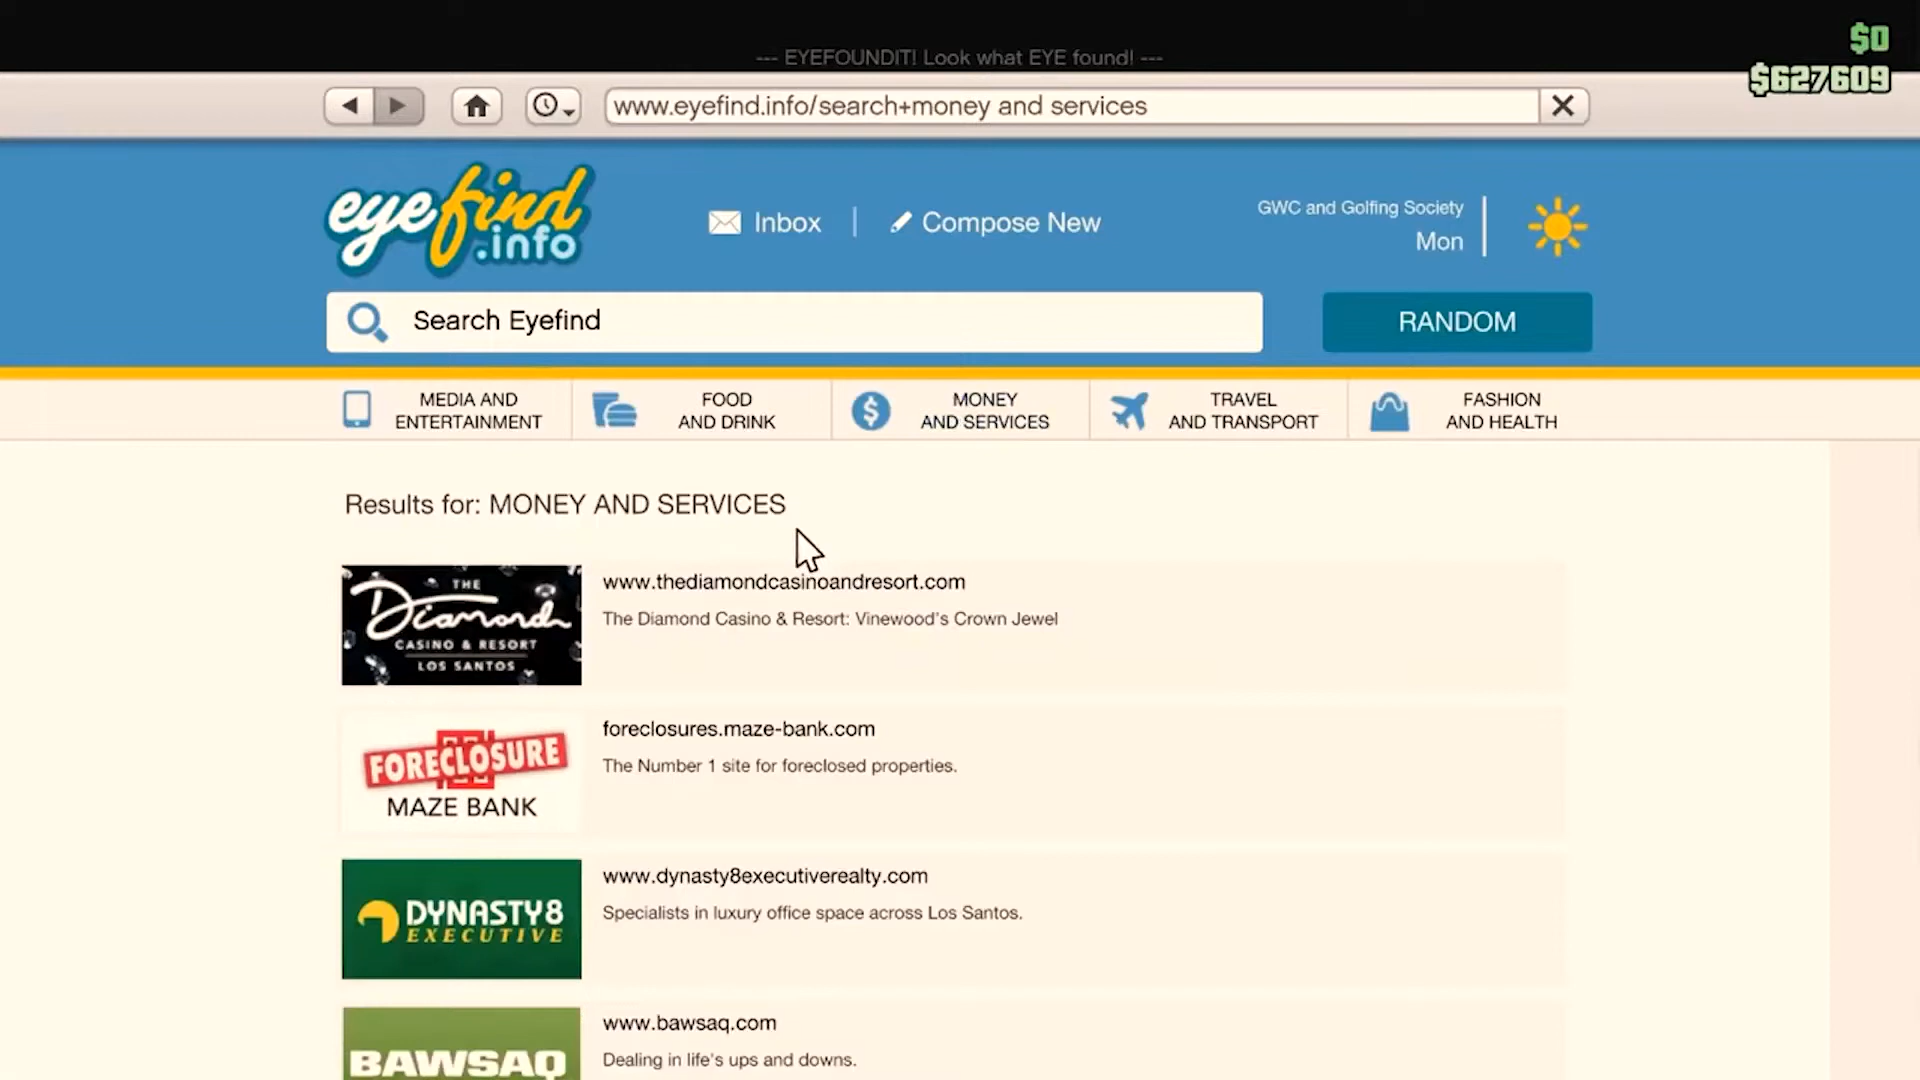 $0
--- EYEFOUNDIT! Look what EYE found! ---
$627609
www.eyefind.info/search+money and services
eyefind
.info
Inbox
Compose New
GWC and Golfing Society
Mon
Search Eyefind
RANDOM
MEDIA AND
ENTERTAINMENT
FOOD
AND DRINK
MONEY
AND SERVICES
TRAVEL
AND TRANSPORT
FASHION
AND HEALTH
Results for: MONEY AND SERVICES
THE
Diamond
CASINO & RESORT
LOS SANTOS
www.thediamondcasinoandresort.com
The Diamond Casino & Resort: Vinewood's Crown Jewel
FORECLOSURE
MAZE BANK
foreclosures.maze-bank.com
The Number 1 site for foreclosed properties.
DYNASTY8
EXECUTIVE
www.dynasty8executiverealty.com
Specialists in luxury office space across Los Santos.
BAWSAQ
www.bawsaq.com
Dealing in life's ups and downs.